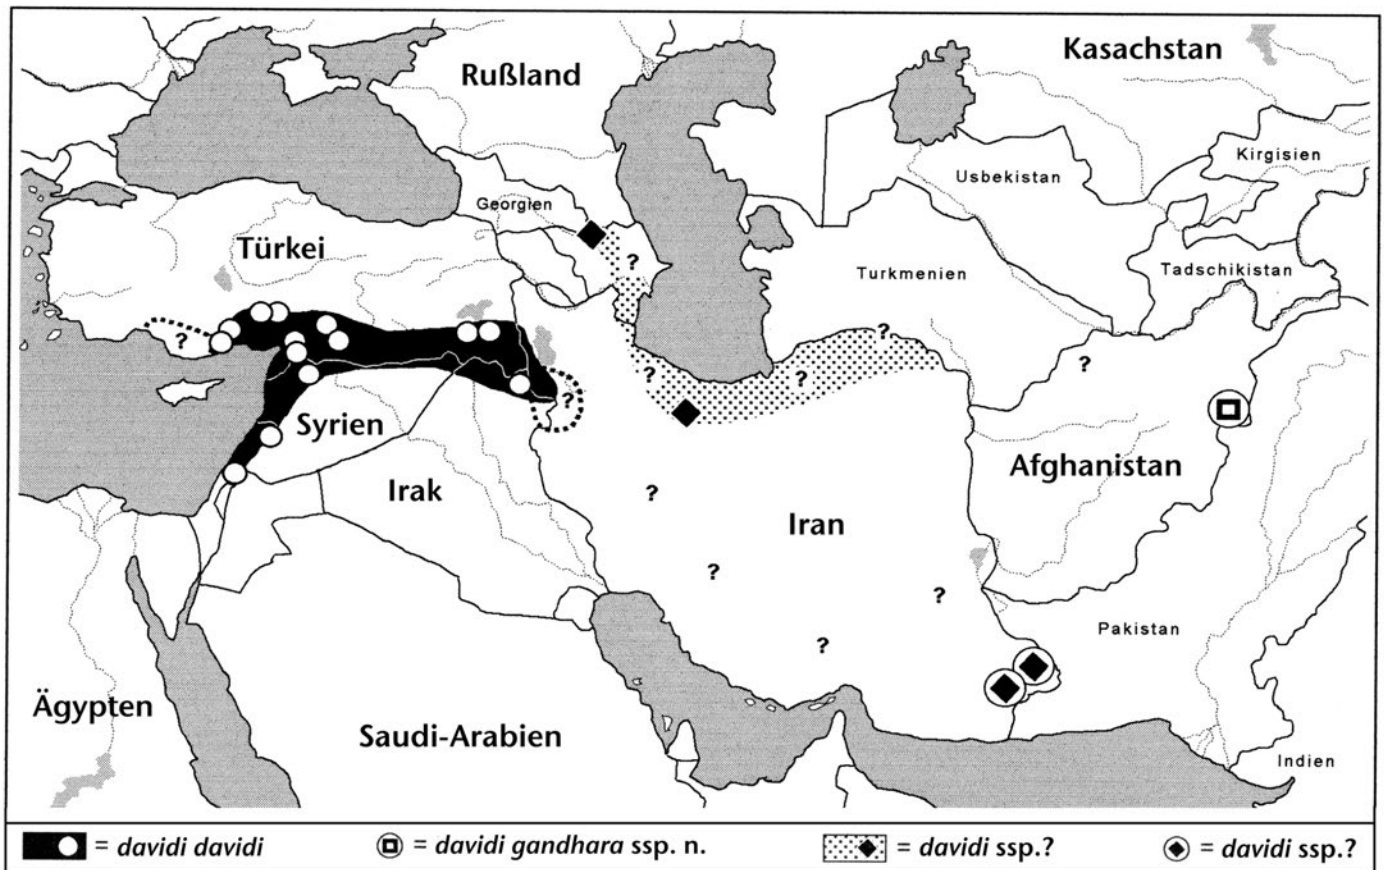 Rußland
Kasachstan
Kirgisien
Usbekistan
Georgien
Türkei
?
Turkmenien
Tadschikistan
?
?
?
?
?
?
Syrien
Afghanistan
Irak
?
Iran
?
?
Pakistan
?
Ägypten
Saudi-Arabien
Indien
= davidi davidi
= davidi gandhara ssp. n.
= davidi ssp.?
= davidi ssp.?